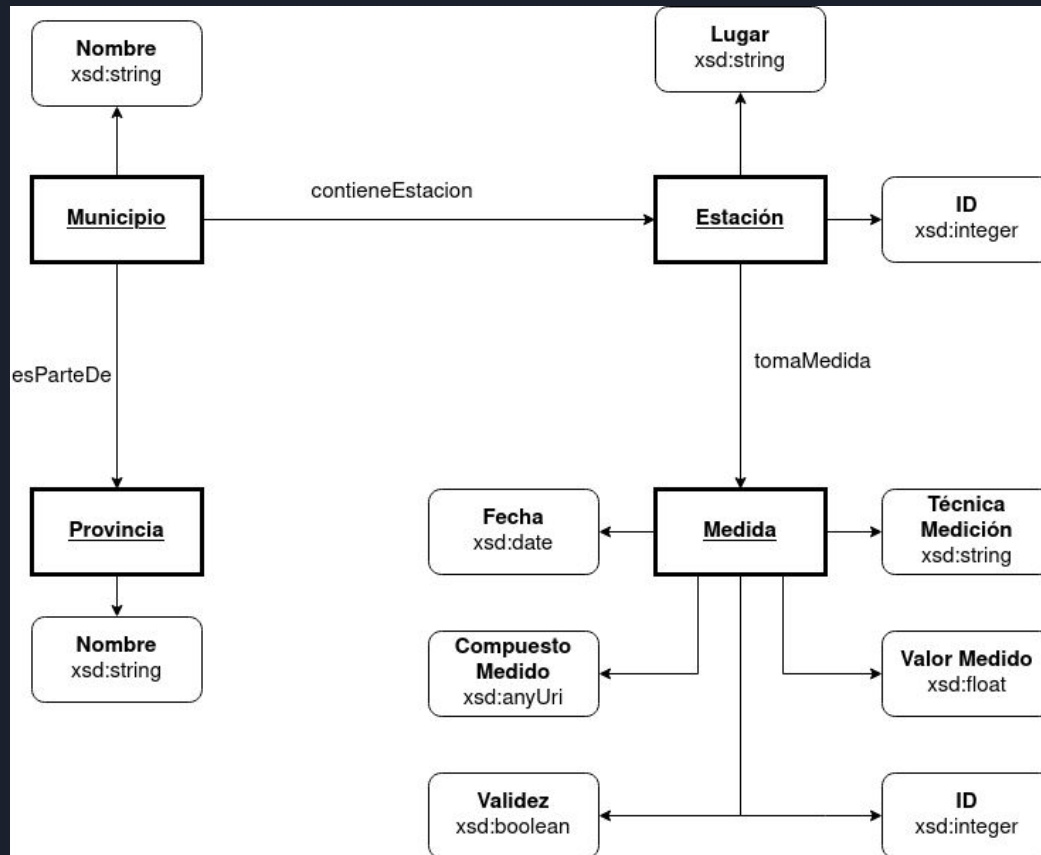 Nombre
xsd:string
Lugar
xsd:string
contieneEstacion
Municipio
Estación
ID
xsd:integer
esParteDe
tomaMedida
Provincia
Fecha
xsd:date
Medida
Técnica
Medición
xsd:string
Nombre
xsd:string
Compuesto
Medido
xsd:anyUri
Valor Medido
xsd:float
Validez
xsd:boolean
ID
xsd:integer